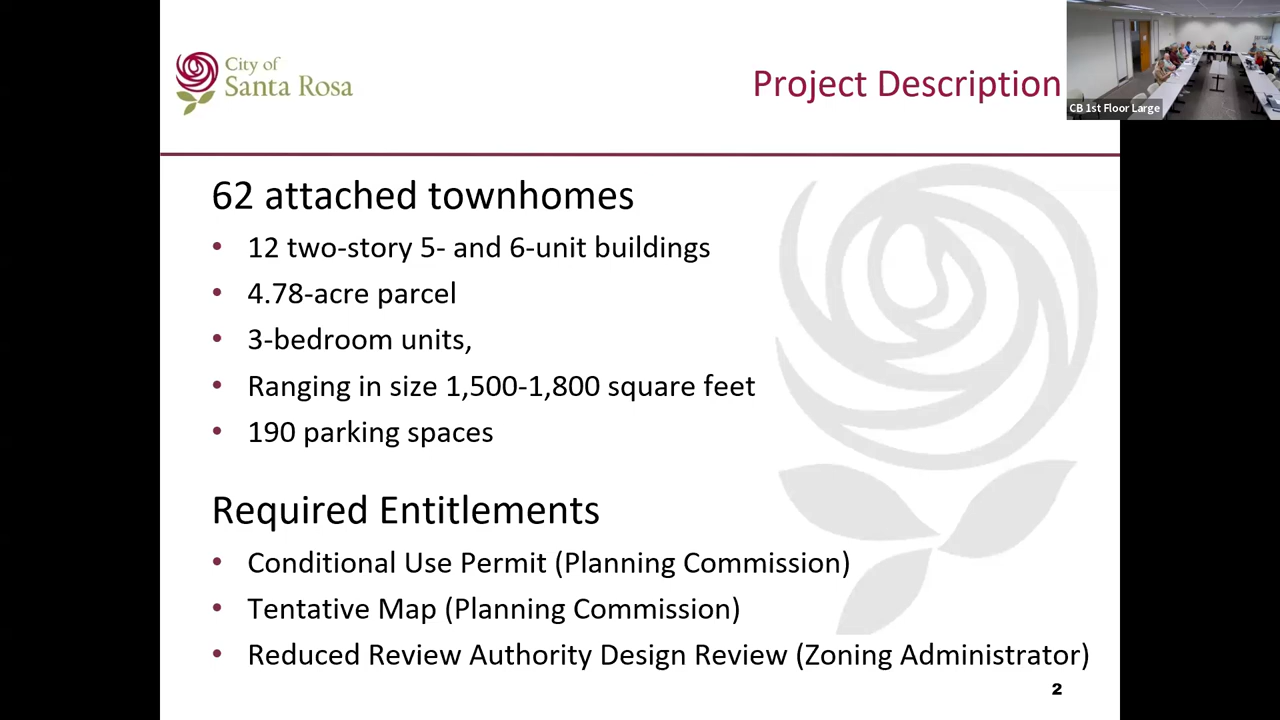 City of
Santa Rosa
Project Description
CB 1st Floor Large
62 attached townhomes
• 12 two-story 5- and 6-unit buildings
• 4.78-acre parcel
• 3-bedroom units,
• Ranging in size 1,500-1,800 square feet
• 190 parking spaces
Required Entitlements
• Conditional Use Permit (Planning Commission)
• Tentative Map (Planning Commission)
• Reduced Review Authority Design Review (Zoning Administrator)
2